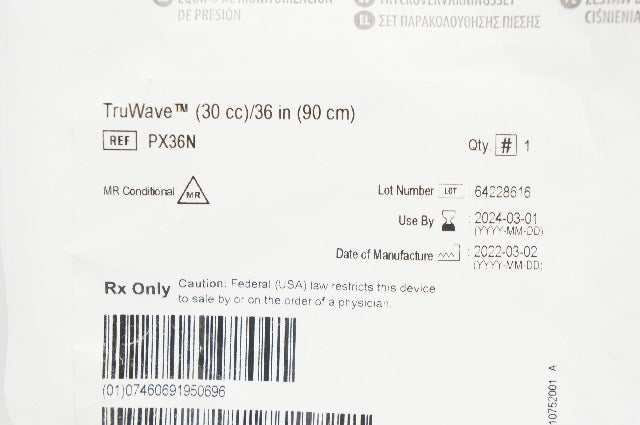 DE PRESIÓN
EL ΣΕΤ ΠΑΡΑΚΟΛΟΥΘΗΣΗΣ ΠΙΕΣΗΣ
CIŚNIENIA
TruWave™ (30 cc)/36 in (90 cm)
REF PX36N
Qty. # 1
MR Conditional MR
Lot Number LOT : 64228616
Use By : 2024-03-01
(YYYY-MM-DD)
Date of Manufacture : 2022-03-02
(YYYY-MM-DD)
Rx Only Caution: Federal (USA) law restricts this device
to sale by or on the order of a physician.
(01)07460691950696
10752001 A